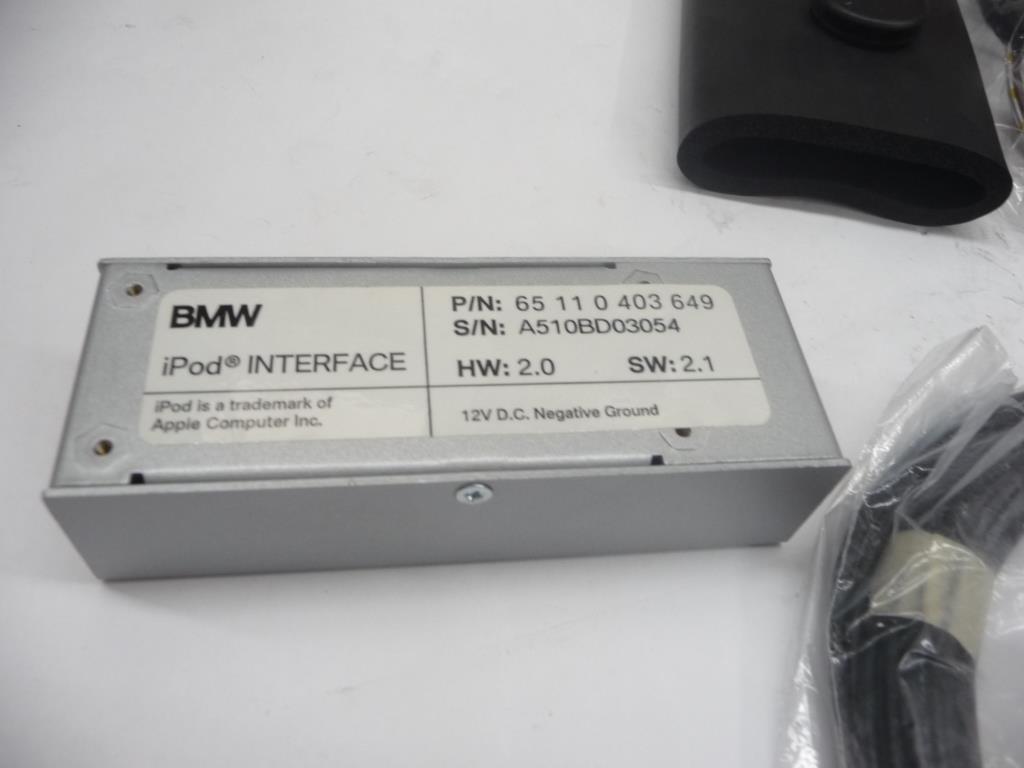 BMW
iPod® INTERFACE
iPod is a trademark of
Apple Computer Inc.
P/N: 65 11 0 403 649
S/N: A510BD03054
HW: 2.0 SW: 2.1
12V D.C. Negative Ground